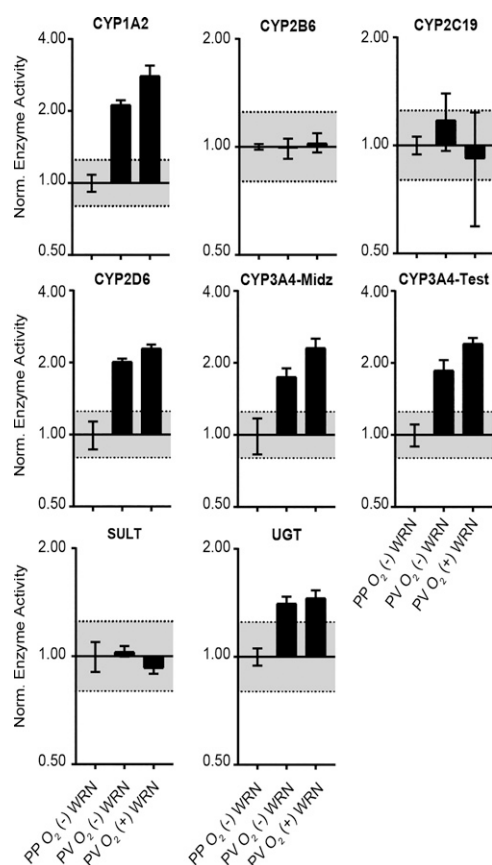 CYP1A2 CYP2B6 CYP2C19
Norm. Enzyme Activity
4.00 2.00 2.00
2.00
1.00 1.00 1.00
0.50 0.50 0.50
CYP2D6 CYP3A4-Midz CYP3A4-Test
Norm. Enzyme Activity
4.00 4.00 4.00
2.00 2.00 2.00
1.00 1.00 1.00
0.50 0.50 0.50
SULT UGT
Norm. Enzyme Activity
2.00 2.00
1.00 1.00
0.50 0.50
PP O₂ (-) WRN
PV O₂ (-) WRN
PV O₂ (+) WRN
PP O₂ (-) WRN
PV O₂ (-) WRN
PV O₂ (+) WRN
PP O₂ (-) WRN
PV O₂ (-) WRN
PV O₂ (+) WRN